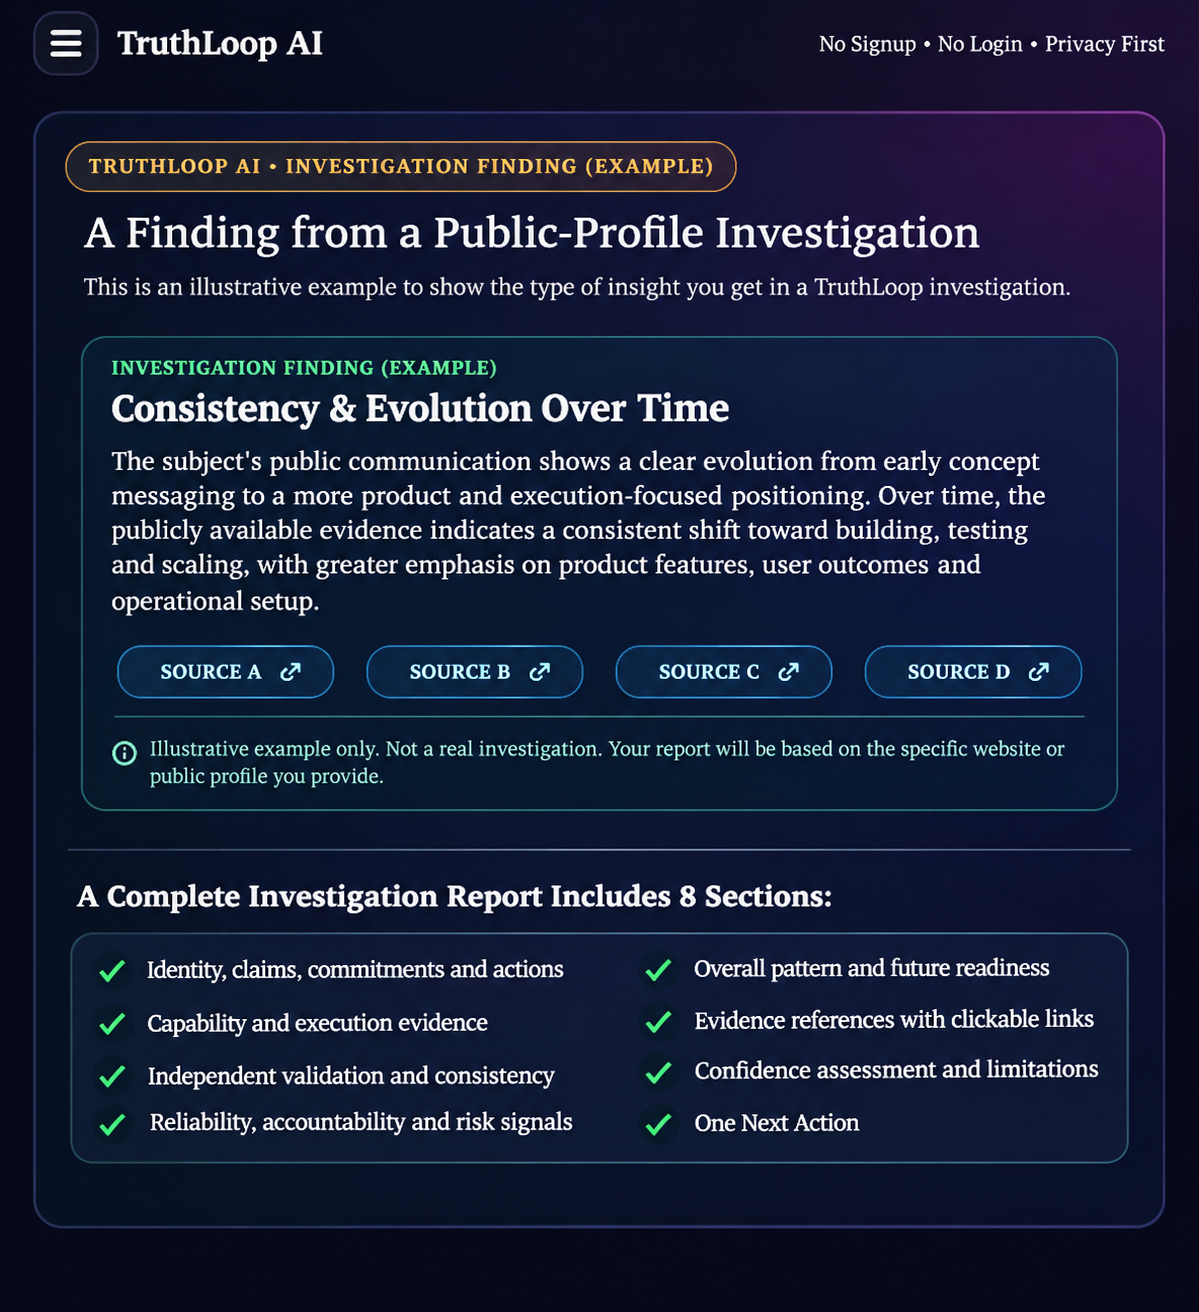 TruthLoop AI
No Signup • No Login • Privacy First
TRUTHLOOP AI • INVESTIGATION FINDING (EXAMPLE)
A Finding from a Public-Profile Investigation
This is an illustrative example to show the type of insight you get in a TruthLoop investigation.
INVESTIGATION FINDING (EXAMPLE)
Consistency & Evolution Over Time
The subject's public communication shows a clear evolution from early concept
messaging to a more product and execution-focused positioning. Over time, the
publicly available evidence indicates a consistent shift toward building, testing
and scaling, with greater emphasis on product features, user outcomes and
operational setup.
SOURCE A
SOURCE B
SOURCE C
SOURCE D
Illustrative example only. Not a real investigation. Your report will be based on the specific website or
public profile you provide.
A Complete Investigation Report Includes 8 Sections:
Identity, claims, commitments and actions
Capability and execution evidence
Independent validation and consistency
Reliability, accountability and risk signals
Overall pattern and future readiness
Evidence references with clickable links
Confidence assessment and limitations
One Next Action